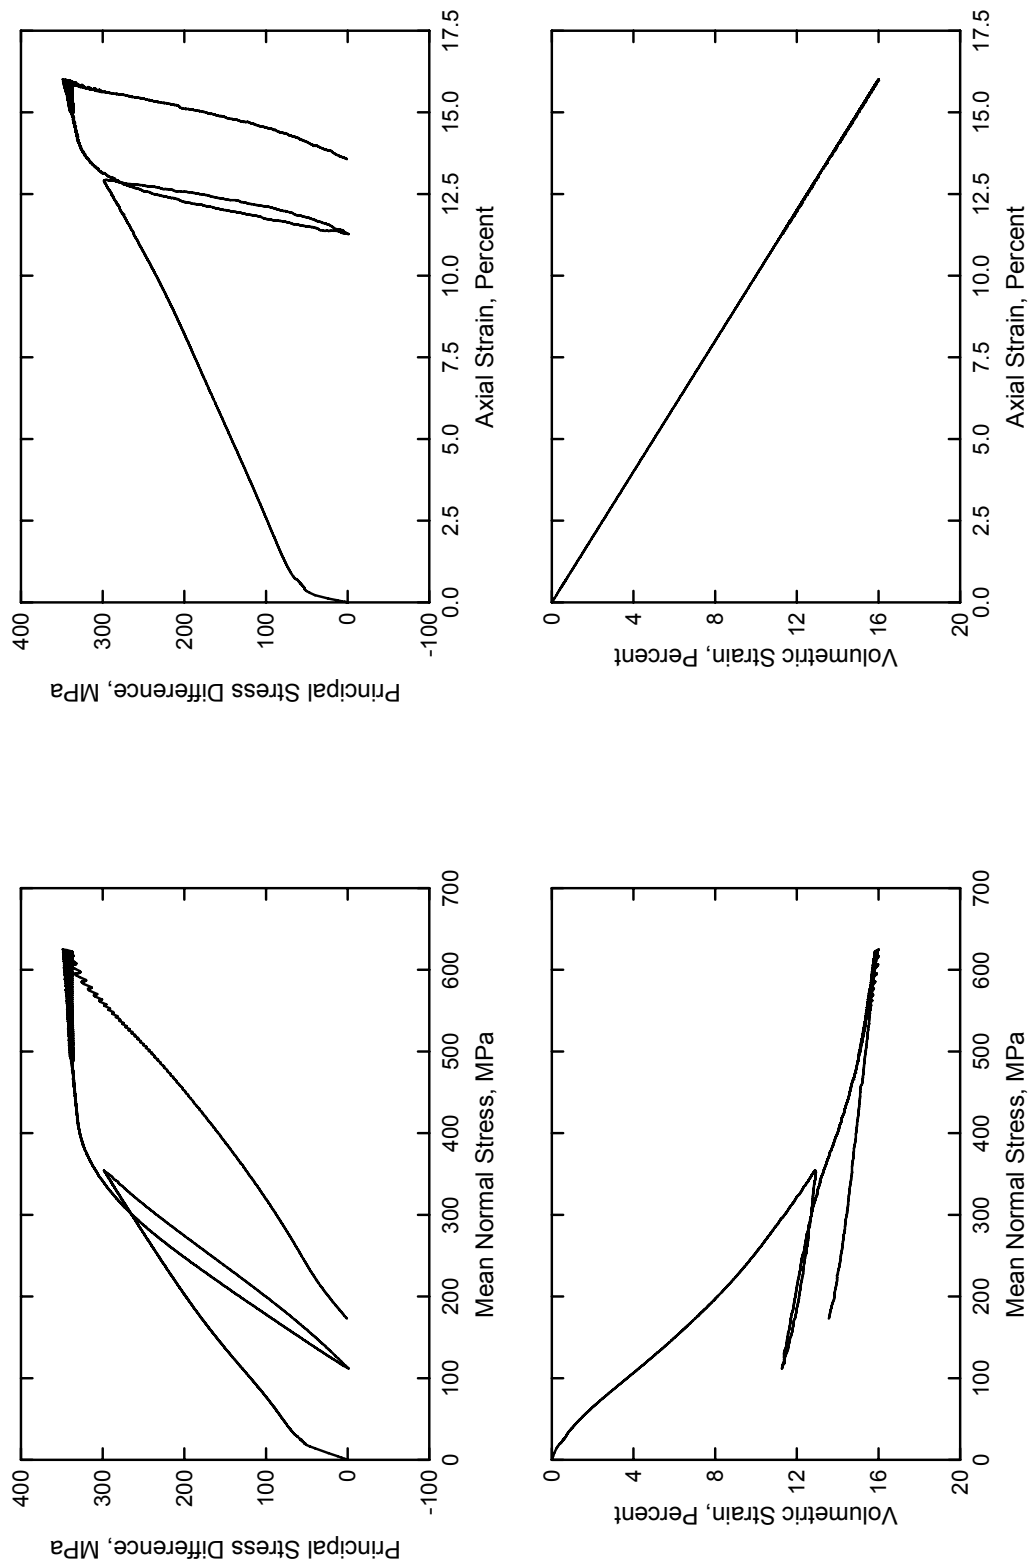 Principal Stress Difference, MPa
400
300
200
100
0
-100
0 100 200 300 400 500 600 700
Mean Normal Stress, MPa
Principal Stress Difference, MPa
400
300
200
100
0
-100
0.0 2.5 5.0 7.5 10.0 12.5 15.0 17.5
Axial Strain, Percent
Volumetric Strain, Percent
0
4
8
12
16
20
0 100 200 300 400 500 600 700
Mean Normal Stress, MPa
Volumetric Strain, Percent
0
4
8
12
16
20
0.0 2.5 5.0 7.5 10.0 12.5 15.0 17.5
Axial Strain, Percent